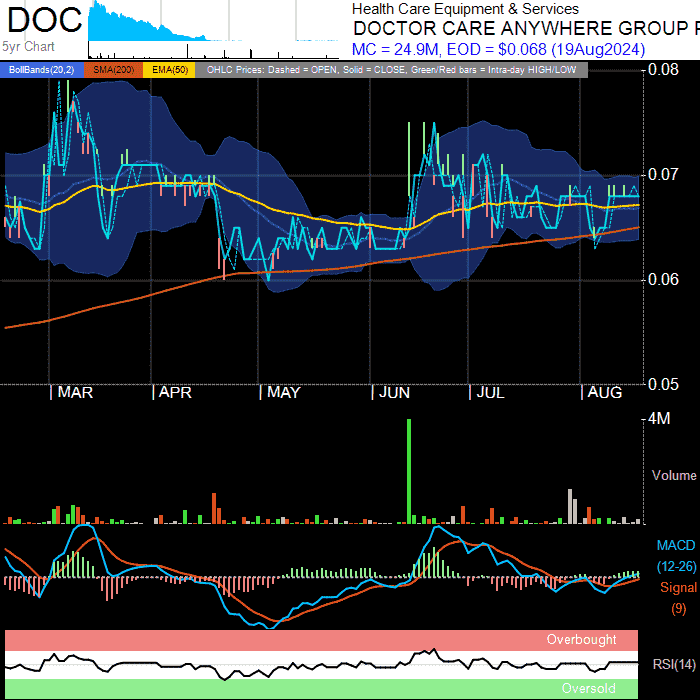 DOC
5yr Chart
Health Care Equipment & Services
DOCTOR CARE ANYWHERE GROUP P
MC = 24.9M, EOD = $0.068 (19Aug2024)
BollBands(20,2) SMA(200) EMA(50) OHLC Prices: Dashed = OPEN, Solid = CLOSE, Green/Red bars = Intra-day HIGH/LOW
0.08
0.07
0.06
0.05
MAR APR MAY JUN JUL AUG
4M
Volume
MACD
(12-26)
Signal
(9)
Overbought
RSI(14)
Oversold